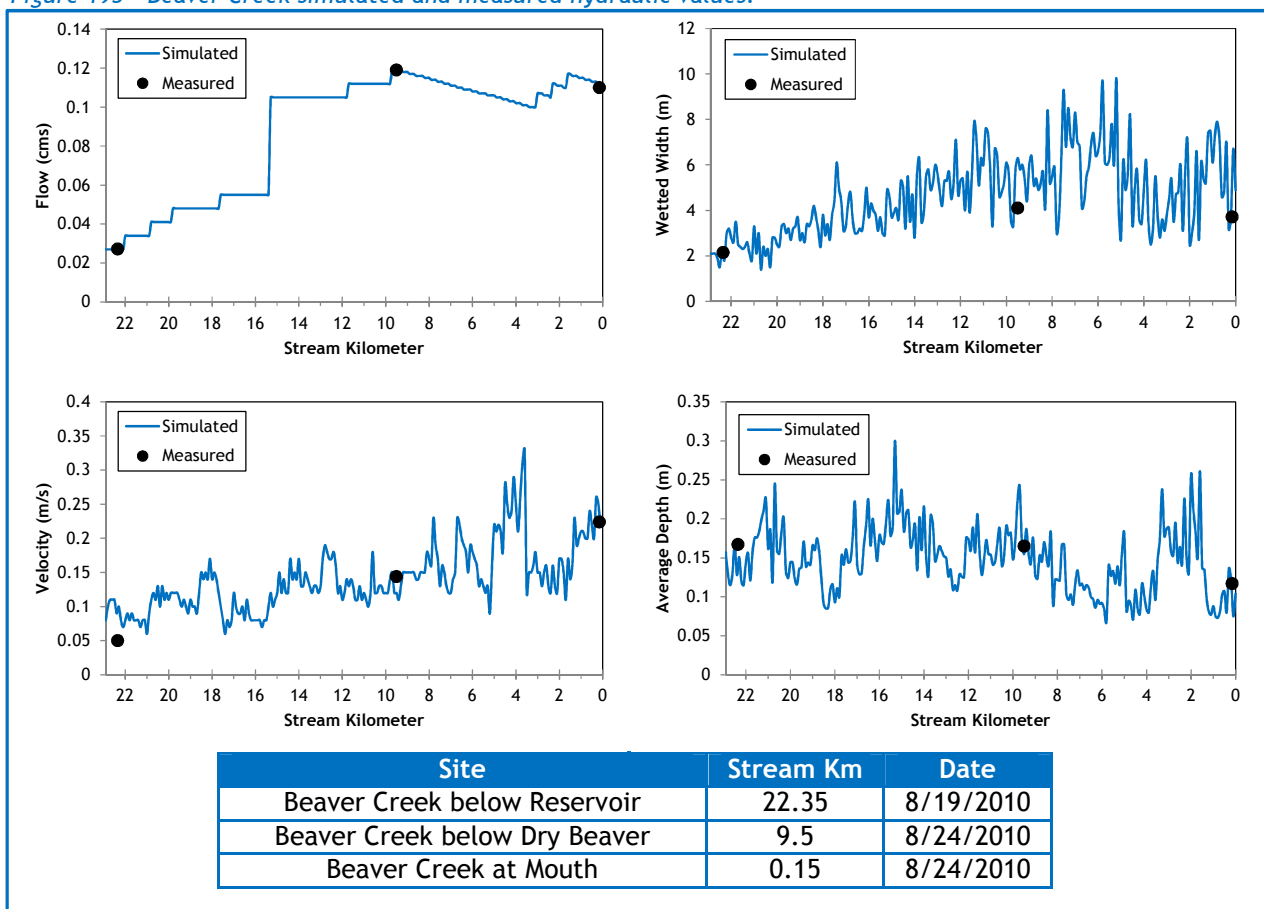 Figure 193 - Beaver Creek simulated and measured hydraulic values.
0.14
0.12
0.1
0.08
0.06
0.04
0.02
0
Flow (cms)
Simulated
Measured
22 20 18 16 14 12 10 8 6 4 2 0
Stream Kilometer
12
10
8
6
4
2
0
Wetted Width (m)
Simulated
Measured
22 20 18 16 14 12 10 8 6 4 2 0
Stream Kilometer
0.4
0.35
0.3
0.25
0.2
0.15
0.1
0.05
0
Velocity (m/s)
Simulated
Measured
22 20 18 16 14 12 10 8 6 4 2 0
Stream Kilometer
0.35
0.3
0.25
0.2
0.15
0.1
0.05
0
Average Depth (m)
Simulated
Measured
22 20 18 16 14 12 10 8 6 4 2 0
Stream Kilometer
Site Stream Km Date
Beaver Creek below Reservoir 22.35 8/19/2010
Beaver Creek below Dry Beaver 9.5 8/24/2010
Beaver Creek at Mouth 0.15 8/24/2010